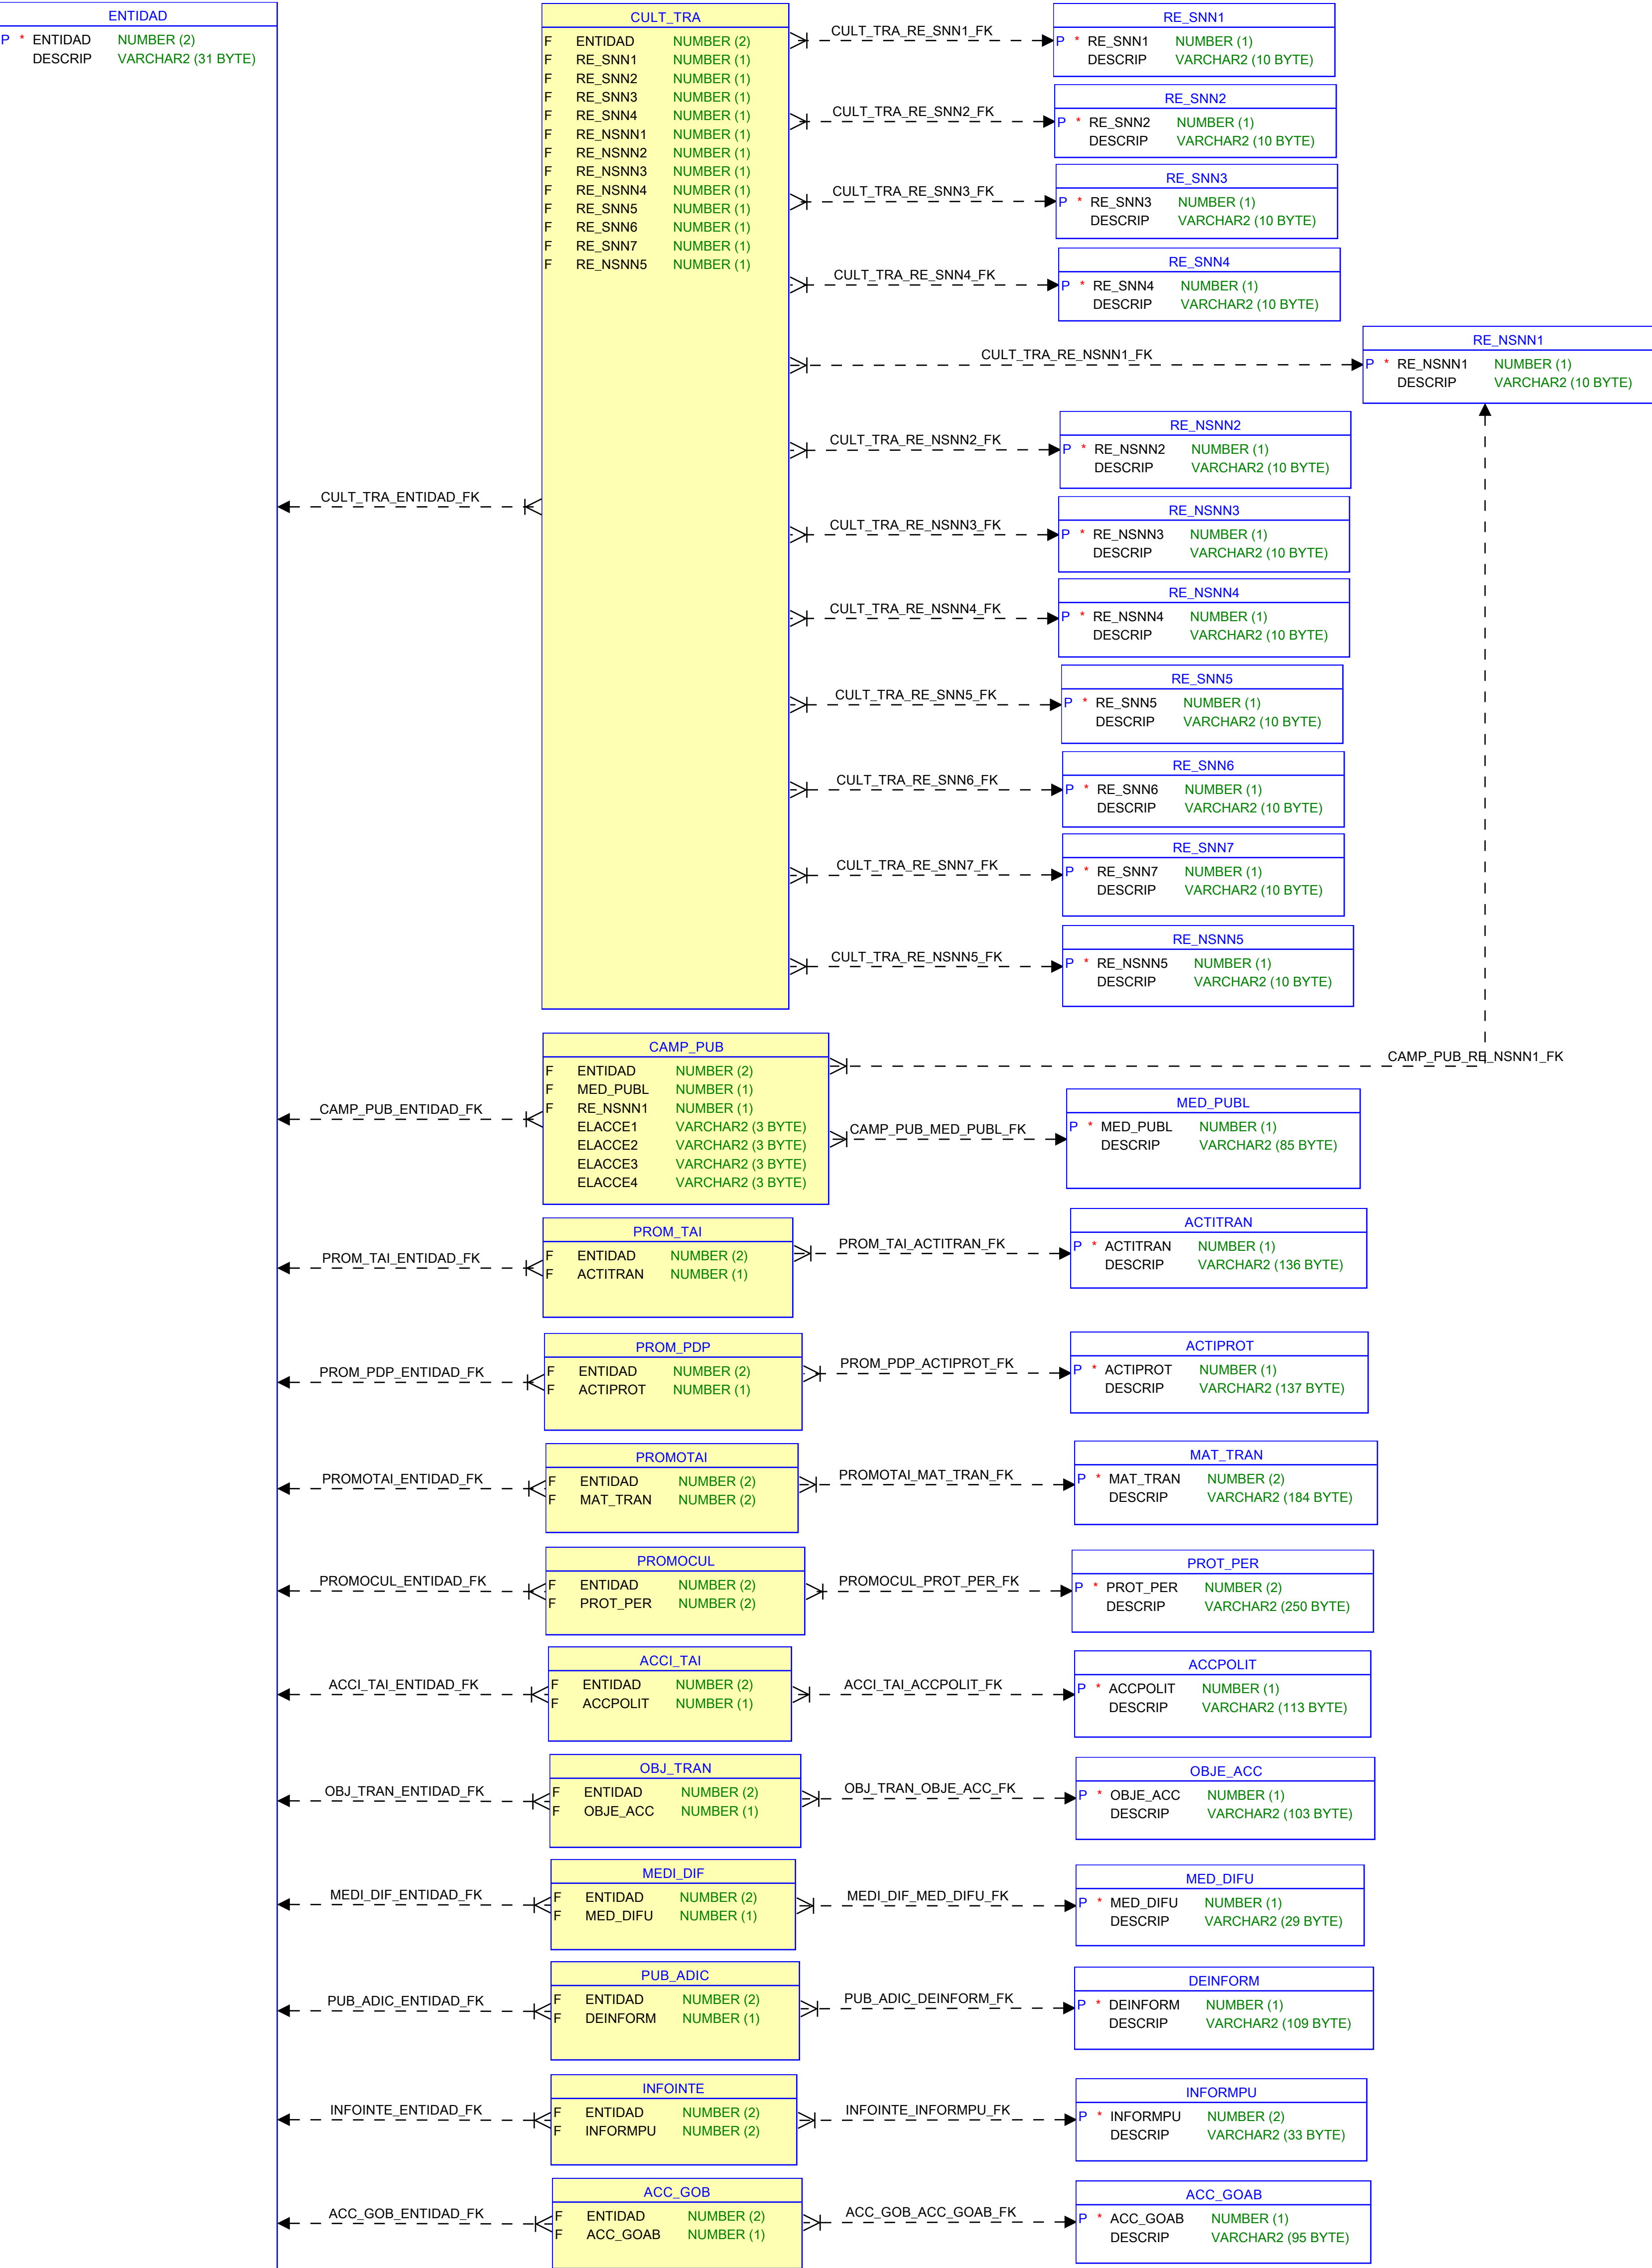 ENTIDAD
P * ENTIDAD NUMBER (2)
DESCRIP VARCHAR2 (31 BYTE)
CULT_TRA
F ENTIDAD NUMBER (2)
F RE_SNN1 NUMBER (1)
F RE_SNN2 NUMBER (1)
F RE_SNN3 NUMBER (1)
F RE_SNN4 NUMBER (1)
F RE_NSNN1 NUMBER (1)
F RE_NSNN2 NUMBER (1)
F RE_NSNN3 NUMBER (1)
F RE_NSNN4 NUMBER (1)
F RE_SNN5 NUMBER (1)
F RE_SNN6 NUMBER (1)
F RE_SNN7 NUMBER (1)
F RE_NSNN5 NUMBER (1)
CULT_TRA_ENTIDAD_FK
CULT_TRA_RE_SNN1_FK
RE_SNN1
P * RE_SNN1 NUMBER (1)
DESCRIP VARCHAR2 (10 BYTE)
CULT_TRA_RE_SNN2_FK
RE_SNN2
P * RE_SNN2 NUMBER (1)
DESCRIP VARCHAR2 (10 BYTE)
CULT_TRA_RE_SNN3_FK
RE_SNN3
P * RE_SNN3 NUMBER (1)
DESCRIP VARCHAR2 (10 BYTE)
CULT_TRA_RE_SNN4_FK
RE_SNN4
P * RE_SNN4 NUMBER (1)
DESCRIP VARCHAR2 (10 BYTE)
CULT_TRA_RE_NSNN1_FK
RE_NSNN1
P * RE_NSNN1 NUMBER (1)
DESCRIP VARCHAR2 (10 BYTE)
CULT_TRA_RE_NSNN2_FK
RE_NSNN2
P * RE_NSNN2 NUMBER (1)
DESCRIP VARCHAR2 (10 BYTE)
CULT_TRA_RE_NSNN3_FK
RE_NSNN3
P * RE_NSNN3 NUMBER (1)
DESCRIP VARCHAR2 (10 BYTE)
CULT_TRA_RE_NSNN4_FK
RE_NSNN4
P * RE_NSNN4 NUMBER (1)
DESCRIP VARCHAR2 (10 BYTE)
CULT_TRA_RE_SNN5_FK
RE_SNN5
P * RE_SNN5 NUMBER (1)
DESCRIP VARCHAR2 (10 BYTE)
CULT_TRA_RE_SNN6_FK
RE_SNN6
P * RE_SNN6 NUMBER (1)
DESCRIP VARCHAR2 (10 BYTE)
CULT_TRA_RE_SNN7_FK
RE_SNN7
P * RE_SNN7 NUMBER (1)
DESCRIP VARCHAR2 (10 BYTE)
CULT_TRA_RE_NSNN5_FK
RE_NSNN5
P * RE_NSNN5 NUMBER (1)
DESCRIP VARCHAR2 (10 BYTE)
CAMP_PUB_ENTIDAD_FK
CAMP_PUB
F ENTIDAD NUMBER (2)
F MED_PUBL NUMBER (1)
F RE_NSNN1 NUMBER (1)
ELACCE1 VARCHAR2 (3 BYTE)
ELACCE2 VARCHAR2 (3 BYTE)
ELACCE3 VARCHAR2 (3 BYTE)
ELACCE4 VARCHAR2 (3 BYTE)
CAMP_PUB_RE_NSNN1_FK
CAMP_PUB_MED_PUBL_FK
MED_PUBL
P * MED_PUBL NUMBER (1)
DESCRIP VARCHAR2 (85 BYTE)
PROM_TAI_ENTIDAD_FK
PROM_TAI
F ENTIDAD NUMBER (2)
F ACTITRAN NUMBER (1)
PROM_TAI_ACTITRAN_FK
ACTITRAN
P * ACTITRAN NUMBER (1)
DESCRIP VARCHAR2 (136 BYTE)
PROM_PDP_ENTIDAD_FK
PROM_PDP
F ENTIDAD NUMBER (2)
F ACTIPROT NUMBER (1)
PROM_PDP_ACTIPROT_FK
ACTIPROT
P * ACTIPROT NUMBER (1)
DESCRIP VARCHAR2 (137 BYTE)
PROMOTAI_ENTIDAD_FK
PROMOTAI
F ENTIDAD NUMBER (2)
F MAT_TRAN NUMBER (2)
PROMOTAI_MAT_TRAN_FK
MAT_TRAN
P * MAT_TRAN NUMBER (2)
DESCRIP VARCHAR2 (184 BYTE)
PROMOCUL_ENTIDAD_FK
PROMOCUL
F ENTIDAD NUMBER (2)
F PROT_PER NUMBER (2)
PROMOCUL_PROT_PER_FK
PROT_PER
P * PROT_PER NUMBER (2)
DESCRIP VARCHAR2 (250 BYTE)
ACCI_TAI_ENTIDAD_FK
ACCI_TAI
F ENTIDAD NUMBER (2)
F ACCPOLIT NUMBER (1)
ACCI_TAI_ACCPOLIT_FK
ACCPOLIT
P * ACCPOLIT NUMBER (1)
DESCRIP VARCHAR2 (113 BYTE)
OBJ_TRAN_ENTIDAD_FK
OBJ_TRAN
F ENTIDAD NUMBER (2)
F OBJE_ACC NUMBER (1)
OBJ_TRAN_OBJE_ACC_FK
OBJE_ACC
P * OBJE_ACC NUMBER (1)
DESCRIP VARCHAR2 (103 BYTE)
MEDI_DIF_ENTIDAD_FK
MEDI_DIF
F ENTIDAD NUMBER (2)
F MED_DIFU NUMBER (1)
MEDI_DIF_MED_DIFU_FK
MED_DIFU
P * MED_DIFU NUMBER (1)
DESCRIP VARCHAR2 (29 BYTE)
PUB_ADIC_ENTIDAD_FK
PUB_ADIC
F ENTIDAD NUMBER (2)
F DEINFORM NUMBER (1)
PUB_ADIC_DEINFORM_FK
DEINFORM
P * DEINFORM NUMBER (1)
DESCRIP VARCHAR2 (109 BYTE)
INFOINTE_ENTIDAD_FK
INFOINTE
F ENTIDAD NUMBER (2)
F INFORMPU NUMBER (2)
INFOINTE_INFORMPU_FK
INFORMPU
P * INFORMPU NUMBER (2)
DESCRIP VARCHAR2 (33 BYTE)
ACC_GOB_ENTIDAD_FK
ACC_GOB
F ENTIDAD NUMBER (2)
F ACC_GOAB NUMBER (1)
ACC_GOB_ACC_GOAB_FK
ACC_GOAB
P * ACC_GOAB NUMBER (1)
DESCRIP VARCHAR2 (95 BYTE)